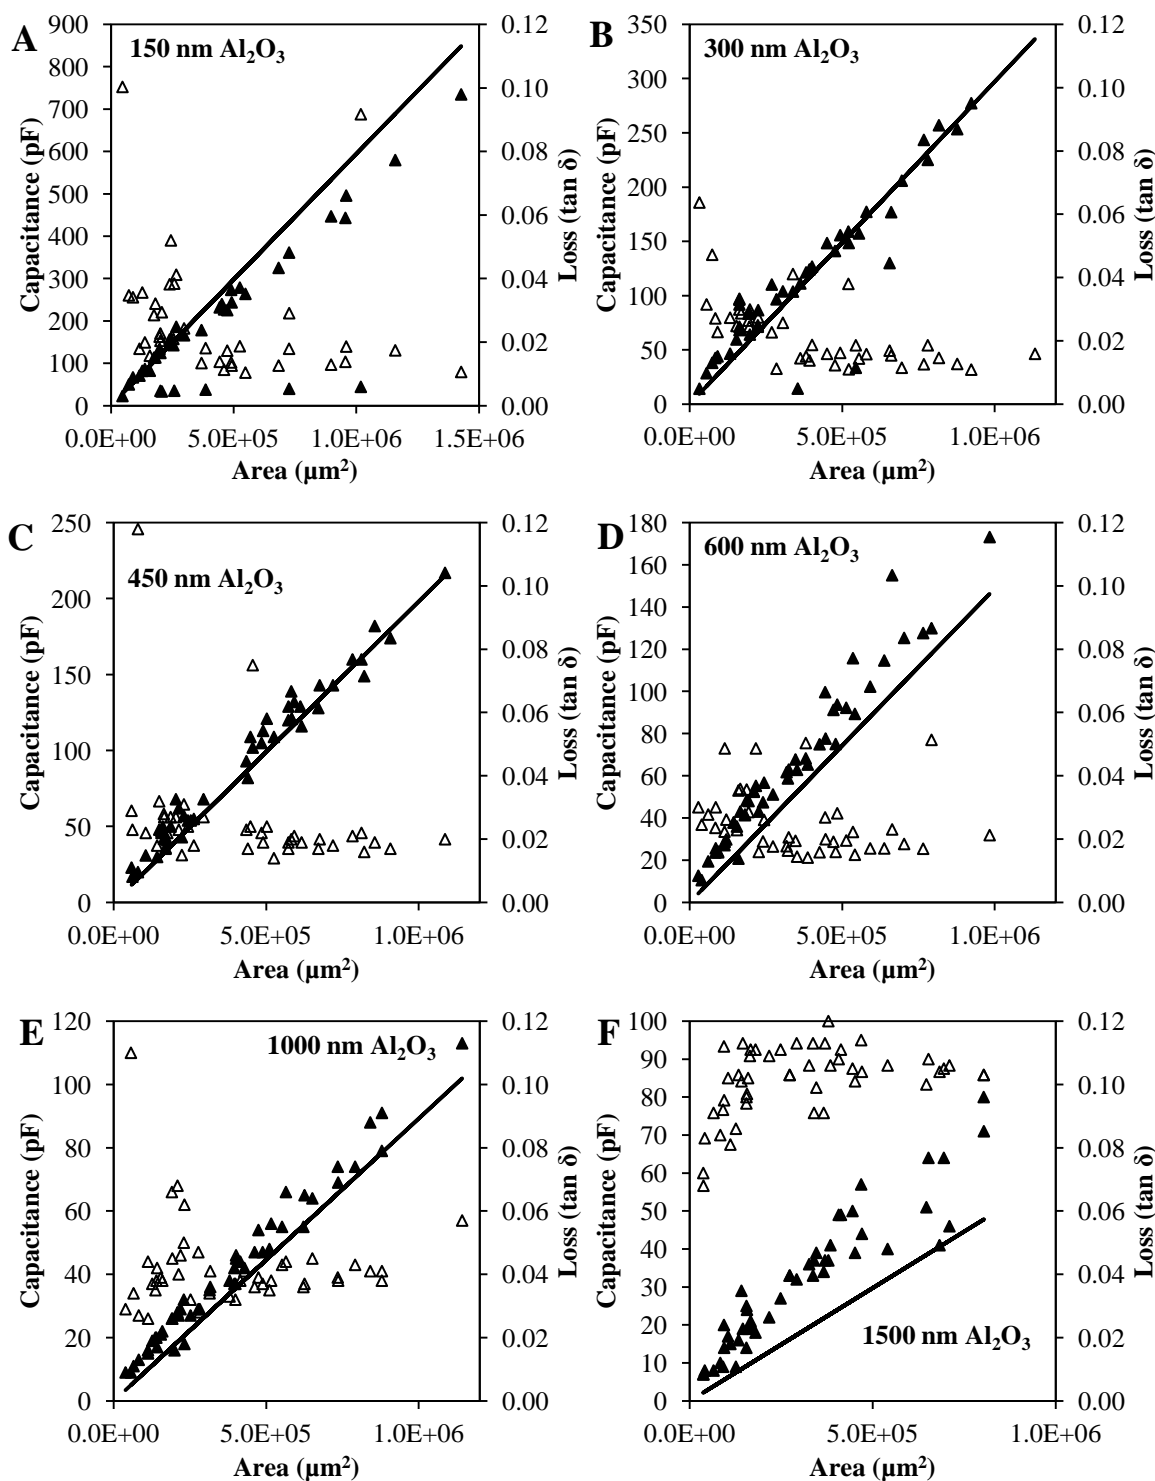 A
150 nm Al₂O₃
900
800
700
600
500
400
300
200
100
0
Capacitance (pF)
0.12
0.10
0.08
0.06
0.04
0.02
0.00
Loss (tan δ)
0.0E+00 5.0E+05 1.0E+06 1.5E+06
Area (µm²)
B
300 nm Al₂O₃
350
300
250
200
150
100
50
0
Capacitance (pF)
0.12
0.10
0.08
0.06
0.04
0.02
0.00
Loss (tan δ)
0.0E+00 5.0E+05 1.0E+06
Area (µm²)
C
450 nm Al₂O₃
250
200
150
100
50
0
Capacitance (pF)
0.12
0.10
0.08
0.06
0.04
0.02
0.00
Loss (tan δ)
0.0E+00 5.0E+05 1.0E+06
Area (µm²)
D
600 nm Al₂O₃
180
160
140
120
100
80
60
40
20
0
Capacitance (pF)
0.12
0.10
0.08
0.06
0.04
0.02
0.00
Loss (tan δ)
0.0E+00 5.0E+05 1.0E+06
Area (µm²)
E
1000 nm Al₂O₃
120
100
80
60
40
20
0
Capacitance (pF)
0.12
0.10
0.08
0.06
0.04
0.02
0.00
Loss (tan δ)
0.0E+00 5.0E+05 1.0E+06
Area (µm²)
F
1500 nm Al₂O₃
100
90
80
70
60
50
40
30
20
10
0
Capacitance (pF)
0.12
0.10
0.08
0.06
0.04
0.02
0.00
Loss (tan δ)
0.0E+00 5.0E+05 1.0E+06
Area (µm²)